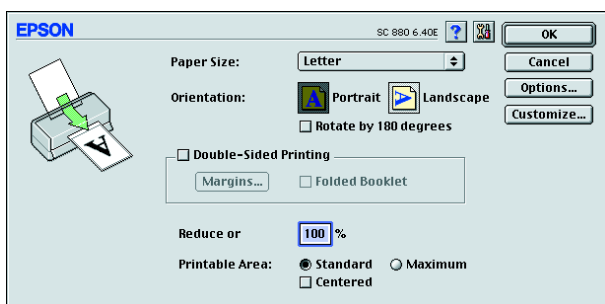 EPSON
SC 880 6.40E ?
OK
Paper Size: Letter
Cancel
Orientation: A Portrait A Landscape
Options...
Rotate by 180 degrees
Customize...
A
Double-Sided Printing
Margins... Folded Booklet
Reduce or 100 %
Printable Area: Standard Maximum
Centered